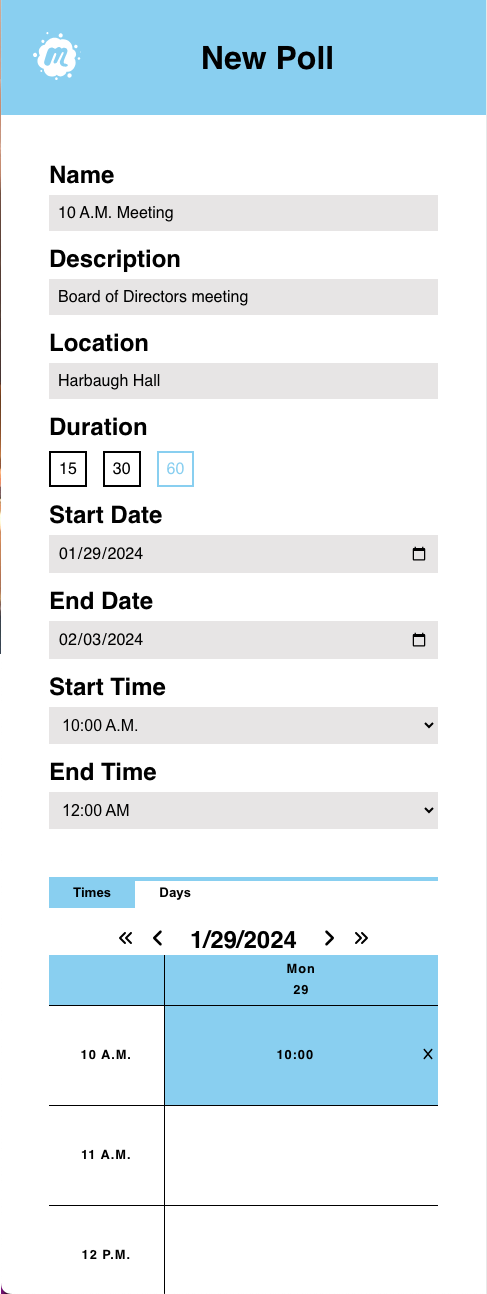 m
New Poll
Name
10 A.M. Meeting
Description
Board of Directors meeting
Location
Harbaugh Hall
Duration
15 30 60
Start Date
01/29/2024
End Date
02/03/2024
Start Time
10:00 A.M.
End Time
12:00 AM
Times Days
1/29/2024
Mon
29
10 A.M. 10:00 X
11 A.M.
12 P.M.